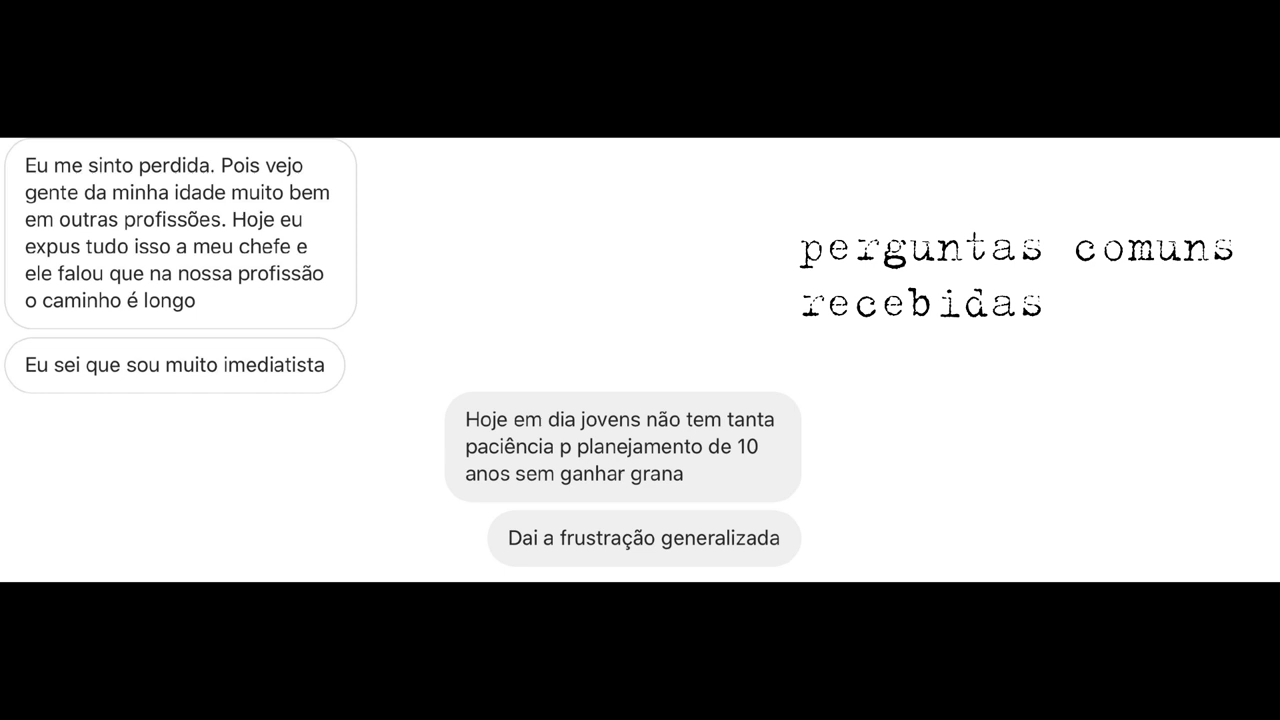 Eu me sinto perdida. Pois vejo
gente da minha idade muito bem
em outras profissões. Hoje eu
expus tudo isso a meu chefe e
ele falou que na nossa profissão
o caminho é longo
Eu sei que sou muito imediatista
perguntas comuns
recebidas
Hoje em dia jovens não tem tanta
paciência p planejamento de 10
anos sem ganhar grana
Dai a frustração generalizada